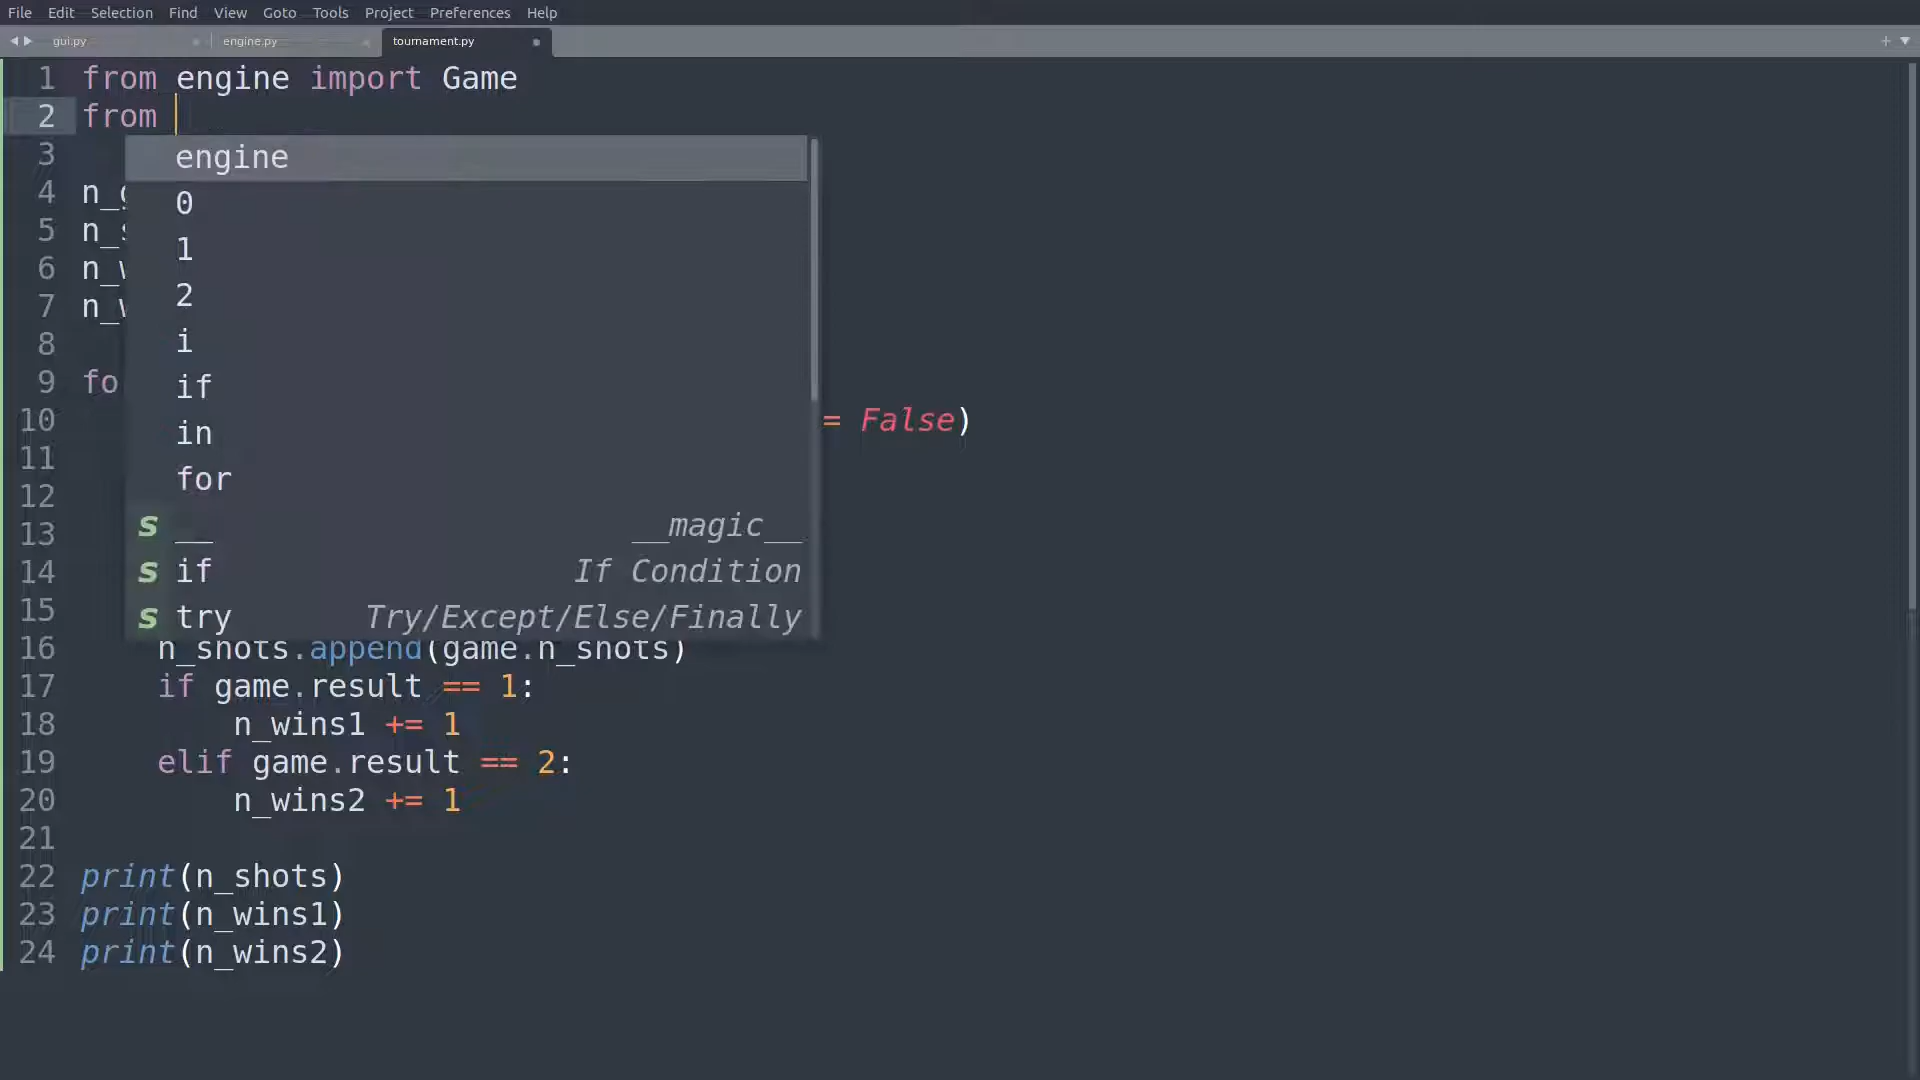 File Edit Selection Find View Goto Tools Project Preferences Help
gui.py engine.py tournament.py
1 from engine import Game
2 from
engine
3
0
4 n_g
1
5 n_s
2
6 n_w
i
7 n_w
if
8
in
9 fo
for
10 = False)
11
12
__ __magic__
13
if If Condition
14
try Try/Except/Else/Finally
15
16 n_shots.append(game.n_shots)
17 if game.result == 1:
18 n_wins1 += 1
19 elif game.result == 2:
20 n_wins2 += 1
21
22 print(n_shots)
23 print(n_wins1)
24 print(n_wins2)